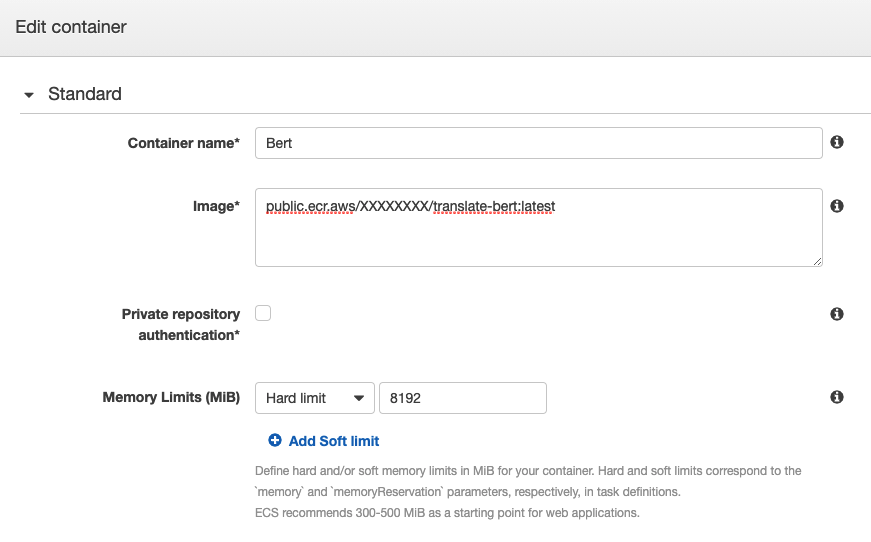 Edit container
Standard
Container name*
Bert
Image*
public.ecr.aws/XXXXXXXX/translate-bert:latest
Private repository
authentication*
Memory Limits (MiB)
Hard limit
8192
Add Soft limit
Define hard and/or soft memory limits in MiB for your container. Hard and soft limits correspond to the
`memory` and `memoryReservation` parameters, respectively, in task definitions.
ECS recommends 300-500 MiB as a starting point for web applications.